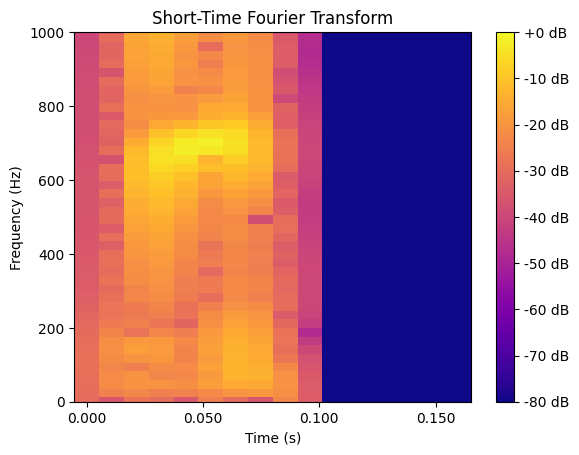 Short-Time Fourier Transform
1000
800
600
400
200
0
Frequency (Hz)
0.000
0.050
0.100
0.150
Time (s)
+0 dB
-10 dB
-20 dB
-30 dB
-40 dB
-50 dB
-60 dB
-70 dB
-80 dB